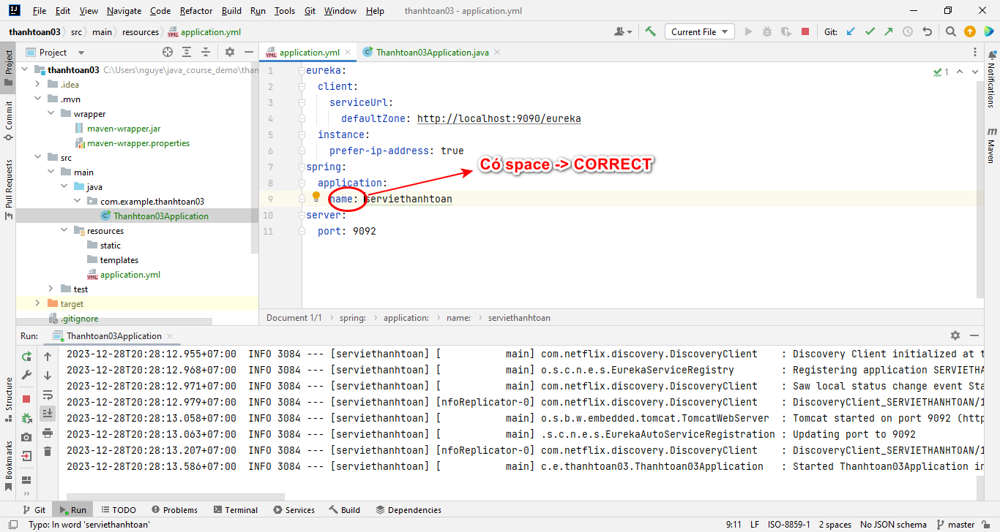 File Edit View Navigate Code Refactor Build Run Tools Git Window Help thanhtoan03 - application.yml
thanhtoan03 src main resources application.yml Current File Git:
Project
application.yml Thanhtoan03Application.java
thanhtoan03 C:\Users\nguye\java_course_demo\than
.idea
.mvn
wrapper
maven-wrapper.jar
maven-wrapper.properties
src
main
java
com.example.thanhtoan03
Thanhtoan03Application
resources
static
templates
application.yml
test
target
.gitignore
1 eureka:
2 client:
3 serviceUrl:
4 defaultZone: http://localhost:9090/eureka
5 instance:
6 prefer-ip-address: true
7 spring:
8 application:
9 name: serviethanhtoan
10 server:
11 port: 9092
1
Có space -> CORRECT
Document 1/1 spring: application: name: serviethanhtoan
Project
Commit
Pull Requests
Structure
Bookmarks
Notifications
Maven
Run: Thanhtoan03Application
2023-12-28T20:28:12.955+07:00 INFO 3084 --- [serviethanhtoan] [ main] com.netflix.discovery.DiscoveryClient : Discovery Client initialized at t
2023-12-28T20:28:12.968+07:00 INFO 3084 --- [serviethanhtoan] [ main] o.s.c.n.e.s.EurekaServiceRegistry : Registering application SERVIETHA
2023-12-28T20:28:12.971+07:00 INFO 3084 --- [serviethanhtoan] [ main] com.netflix.discovery.DiscoveryClient : Saw local status change event Sta
2023-12-28T20:28:12.979+07:00 INFO 3084 --- [serviethanhtoan] [nfoReplicator-0] com.netflix.discovery.DiscoveryClient : DiscoveryClient_SERVIETHANHTOAN/1
2023-12-28T20:28:13.058+07:00 INFO 3084 --- [serviethanhtoan] [ main] o.s.b.w.embedded.tomcat.TomcatWebServer : Tomcat started on port 9092 (http
2023-12-28T20:28:13.063+07:00 INFO 3084 --- [serviethanhtoan] [ main] .s.c.n.e.s.EurekaAutoServiceRegistration : Updating port to 9092
2023-12-28T20:28:13.207+07:00 INFO 3084 --- [serviethanhtoan] [nfoReplicator-0] com.netflix.discovery.DiscoveryClient : DiscoveryClient_SERVIETHANHTOAN/1
2023-12-28T20:28:13.586+07:00 INFO 3084 --- [serviethanhtoan] [ main] c.e.thanhtoan03.Thanhtoan03Application : Started Thanhtoan03Application in
Git Run TODO Problems Terminal Services Build Dependencies
Typo: In word 'serviethanhtoan' 9:11 LF ISO-8859-1 2 spaces No JSON schema master